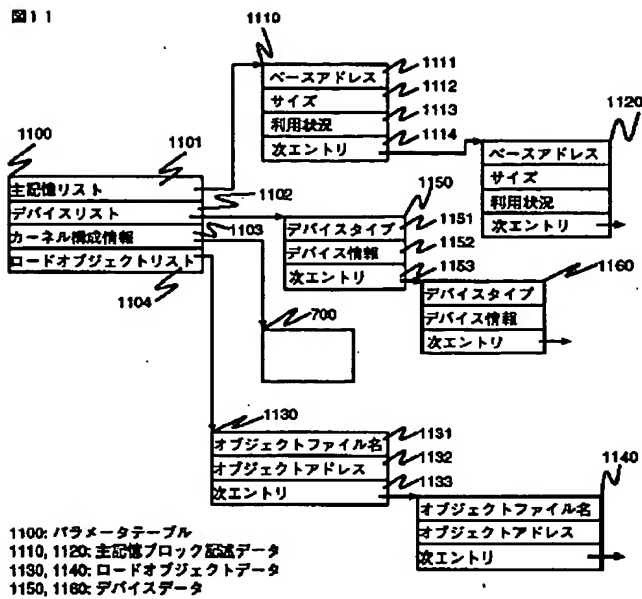 図11
1110
1111
ベースアドレス
1112
サイズ
1113
利用状況
1114
次エントリ
1120
ベースアドレス
サイズ
利用状況
次エントリ
1100
1101
主記憶リスト
1102
デバイスリスト
1103
カーネル構成情報
ロードオブジェクトリスト
1104
1150
1151
デバイスタイプ
1152
デバイス情報
1153
次エントリ
1160
デバイスタイプ
デバイス情報
次エントリ
700
1130
1131
オブジェクトファイル名
1132
オブジェクトアドレス
1133
次エントリ
1140
オブジェクトファイル名
オブジェクトアドレス
次エントリ
1100: パラメータテーブル
1110, 1120: 主記憶ブロック記述データ
1130, 1140: ロードオブジェクトデータ
1150, 1160: デバイスデータ